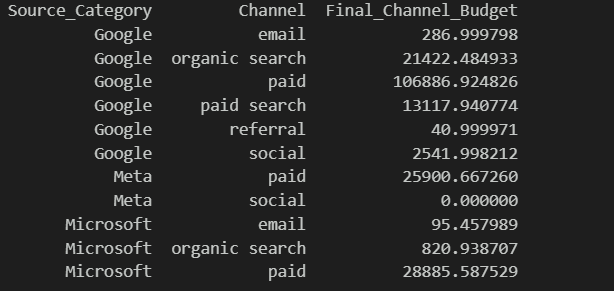 Source_Category Channel Final_Channel_Budget
Google email 286.999798
Google organic search 21422.484933
Google paid 106886.924826
Google paid search 13117.940774
Google referral 40.999971
Google social 2541.998212
Meta paid 25900.667260
Meta social 0.000000
Microsoft email 95.457989
Microsoft organic search 820.938707
Microsoft paid 28885.587529